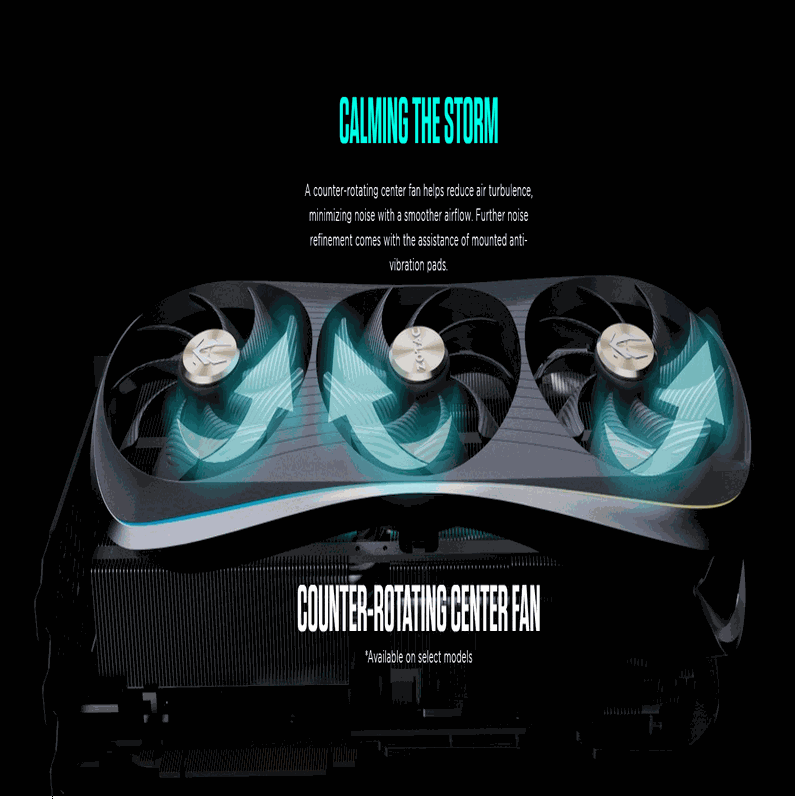 CALMING THE STORM
A counter-rotating center fan helps reduce air turbulence,
minimizing noise with a smoother airflow. Further noise
refinement comes with the assistance of mounted anti-
vibration pads.
ZOTAC
COUNTER-ROTATING CENTER FAN
*Available on select models